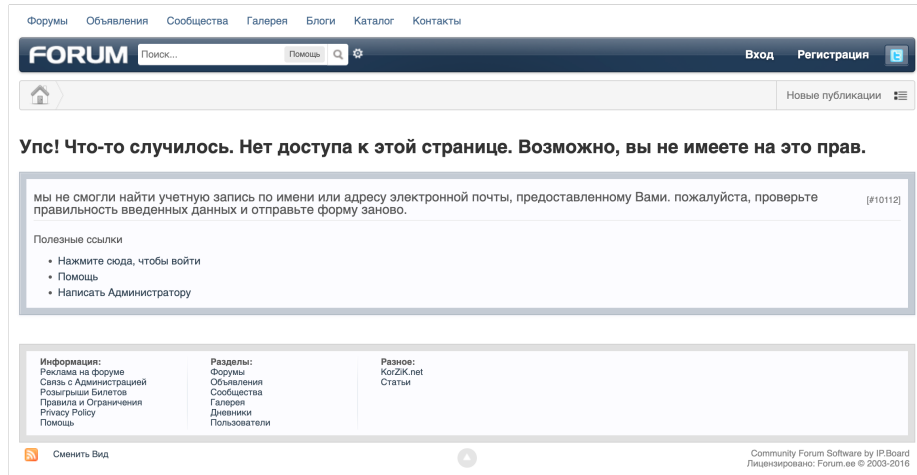 Форумы Объявления Сообщества Галерея Блоги Каталог Контакты
FORUM Поиск... Помощь Вход Регистрация
Новые публикации
Упс! Что-то случилось. Нет доступа к этой странице. Возможно, вы не имеете на это прав.
мы не смогли найти учетную запись по имени или адресу электронной почты, предоставленному Вами. пожалуйста, проверьте [#10112]
правильность введенных данных и отправьте форму заново.
Полезные ссылки
• Нажмите сюда, чтобы войти
• Помощь
• Написать Администратору
Информация:
Реклама на форуме
Связь с Администрацией
Розыгрыши Билетов
Правила и Ограничения
Privacy Policy
Помощь
Разделы:
Форумы
Объявления
Сообщества
Галерея
Дневники
Пользователи
Разное:
KorZiK.net
Статьи
Сменить Вид
Community Forum Software by IP.Board
Лицензировано: Forum.ee © 2003-2016